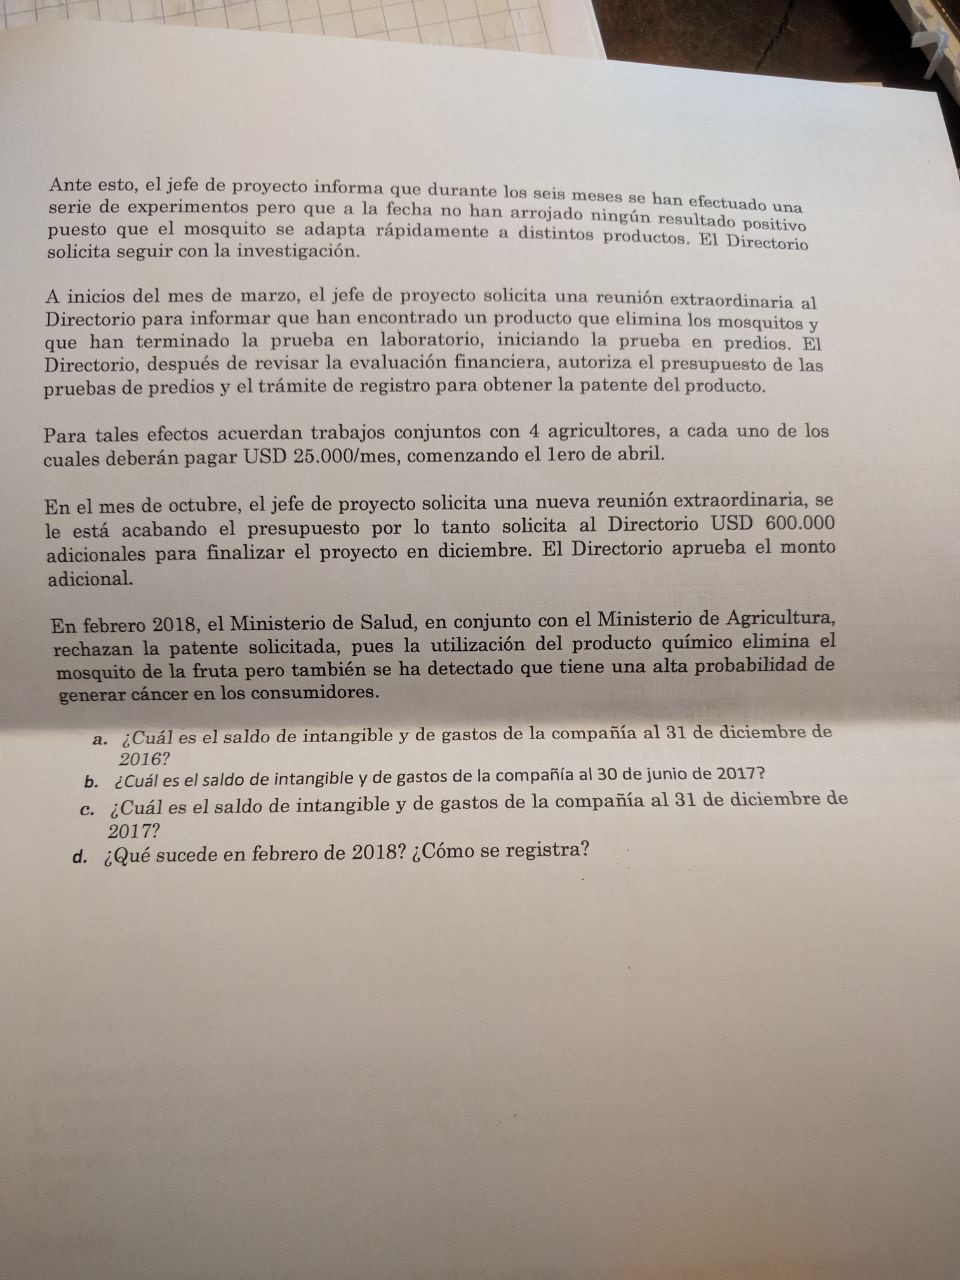 Ante esto, el jefe de proyecto informa que durante los seis meses se han efectuado una
serie de experimentos pero que a la fecha no han arrojado ningún resultado positivo
puesto que el mosquito se adapta rápidamente a distintos productos. El Directorio
solicita seguir con la investigación.
A inicios del mes de marzo, el jefe de proyecto solicita una reunión extraordinaria al
Directorio para informar que han encontrado un producto que elimina los mosquitos y
que han terminado la prueba en laboratorio, iniciando la prueba en predios. El
Directorio, después de revisar la evaluación financiera, autoriza el presupuesto de las
pruebas de predios y el trámite de registro para obtener la patente del producto.
Para tales efectos acuerdan trabajos conjuntos con 4 agricultores, a cada uno de los
cuales deberán pagar USD 25.000/mes, comenzando el 1ero de abril.
En el mes de octubre, el jefe de proyecto solicita una nueva reunión extraordinaria, se
le está acabando el presupuesto por lo tanto solicita al Directorio USD 600.000
adicionales para finalizar el proyecto en diciembre. El Directorio aprueba el monto
adicional.
En febrero 2018, el Ministerio de Salud, en conjunto con el Ministerio de Agricultura,
rechazan la patente solicitada, pues la utilización del producto químico elimina el
mosquito de la fruta pero también se ha detectado que tiene una alta probabilidad de
generar cáncer en los consumidores.
a. ¿Cuál es el saldo de intangible y de gastos de la compañía al 31 de diciembre de
2016?
b. ¿Cuál es el saldo de intangible y de gastos de la compañía al 30 de junio de 2017?
c. ¿Cuál es el saldo de intangible y de gastos de la compañía al 31 de diciembre de
2017?
d. ¿Qué sucede en febrero de 2018? ¿Cómo se registra?